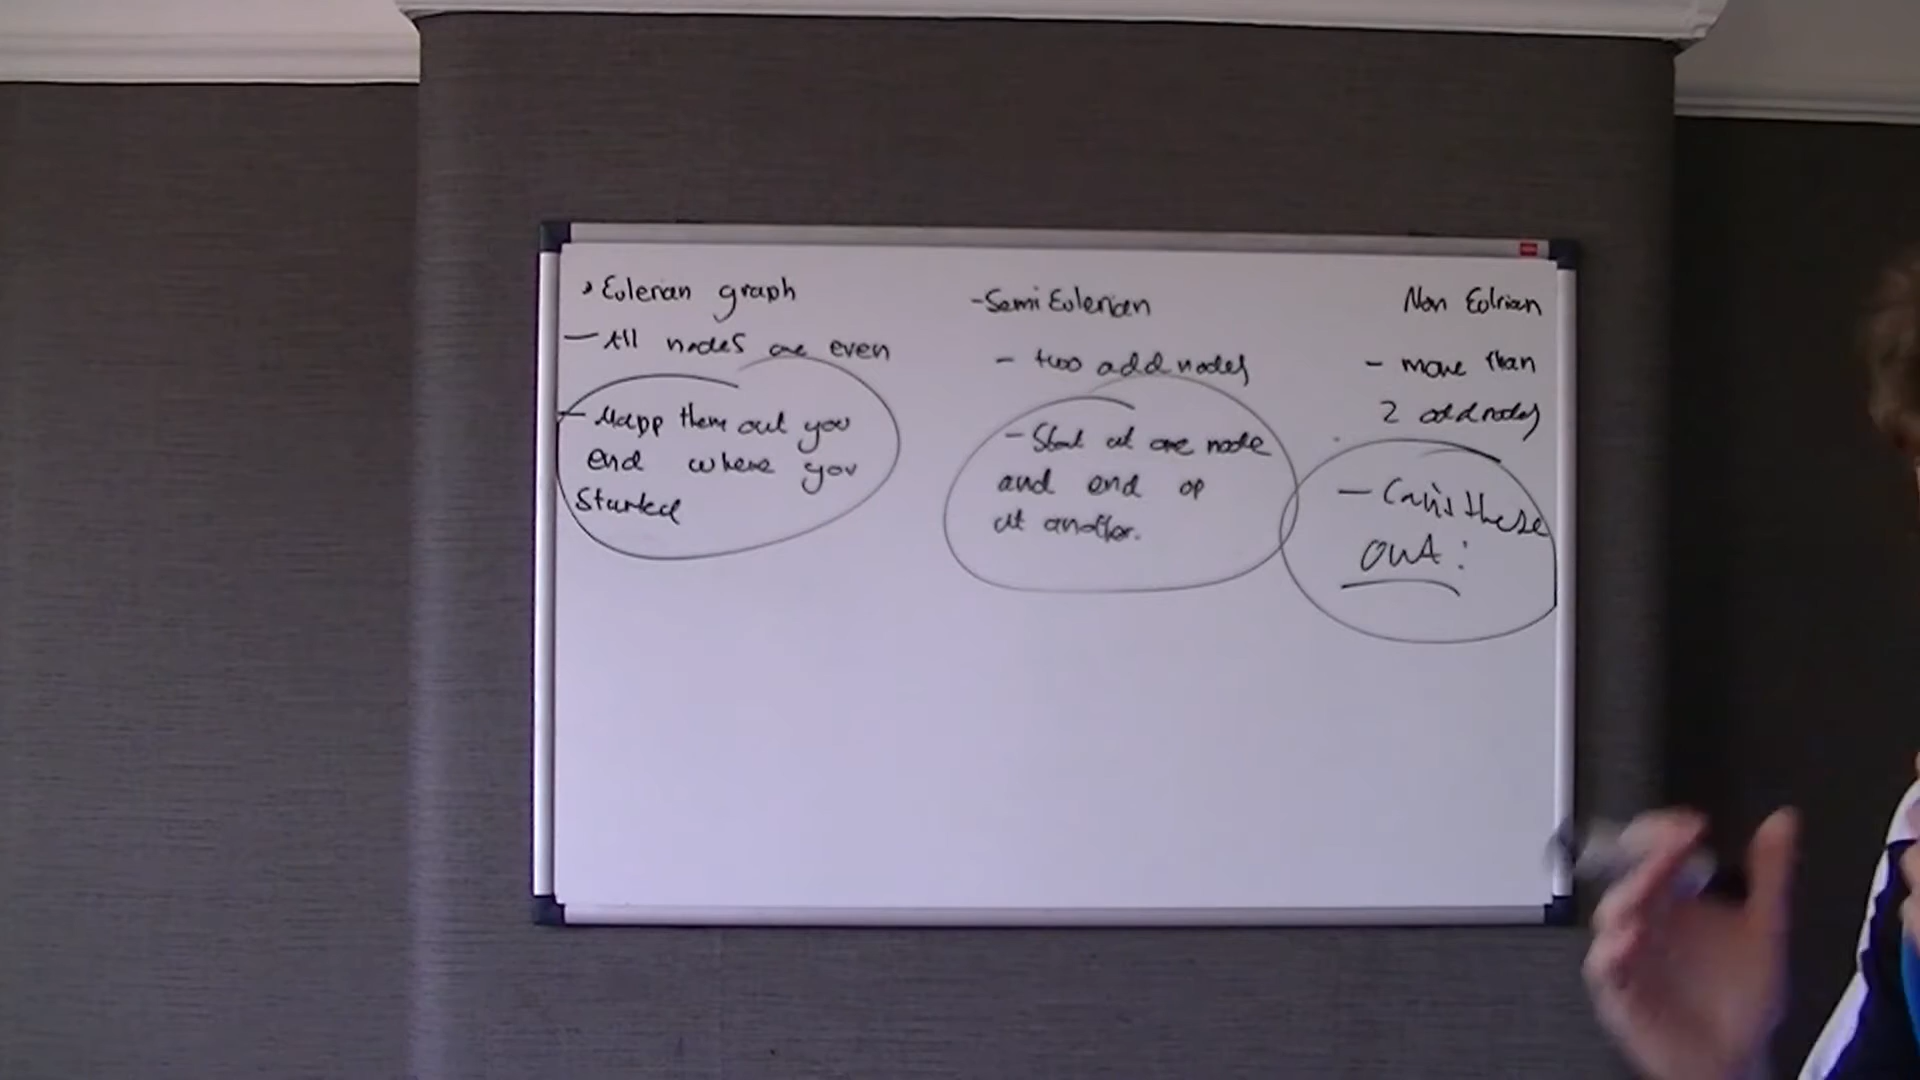 Eulerian graph
- All nodes are even
- Mapp them out you
end where you
started
- Semi Eulerian
- two odd nodes
- Start at one node
and end up
at another.
Non Eulrian
- more than
2 odd nodes
- these
out